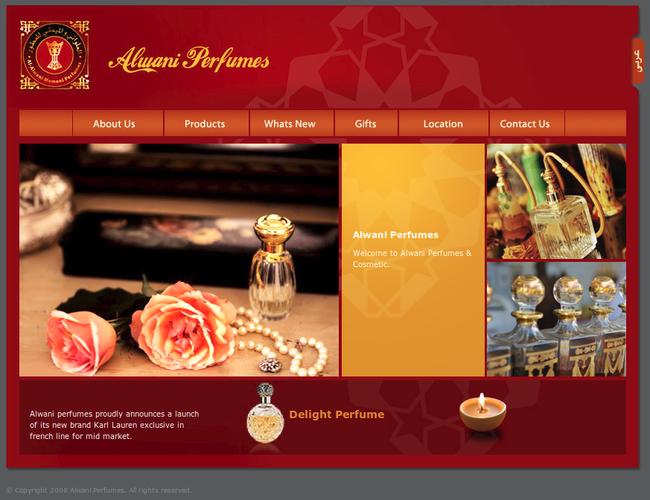 Alwani Perfumes
عربي
About Us
Products
Whats New
Gifts
Location
Contact Us
Alwani Perfumes
Welcome to Alwani Perfumes &
Cosmetic.
Alwani perfumes proudly announces a launch
of its new brand Karl Lauren exclusive in
french line for mid market.
Delight Perfume
© Copyright 2008 Alwani Perfumes. All rights reserved.